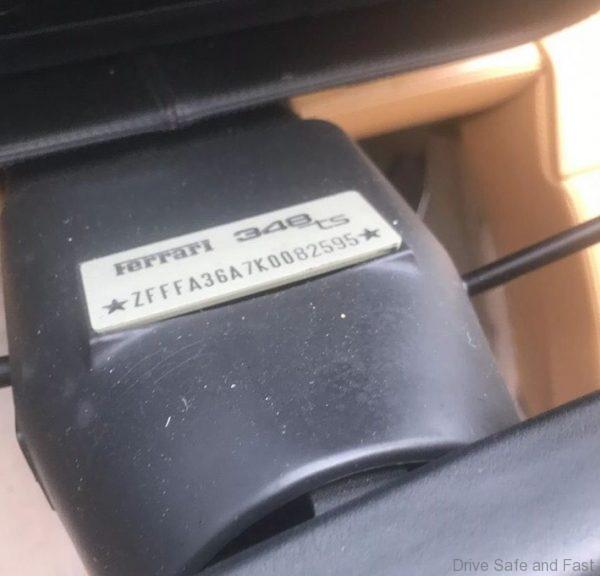 Ferrari 348ts
★ZFFFA36A7K0082595★
Drive Safe and Fast